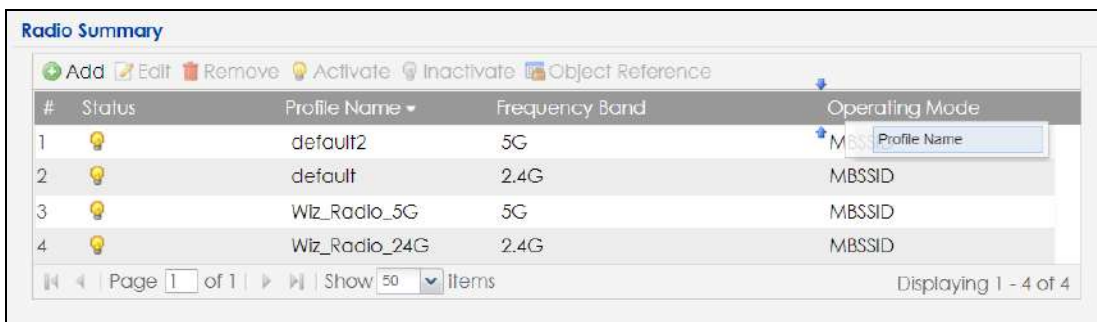 Radio Summary
Add Edit Remove Activate Inactivate Object Reference
# Status Profile Name Frequency Band Operating Mode
1 default2 5G Profile Name
2 default 2.4G MBSSID
3 Wiz_Radio_5G 5G MBSSID
4 Wiz_Radio_24G 2.4G MBSSID
Page 1 of 1 Show 50 items Displaying 1 - 4 of 4